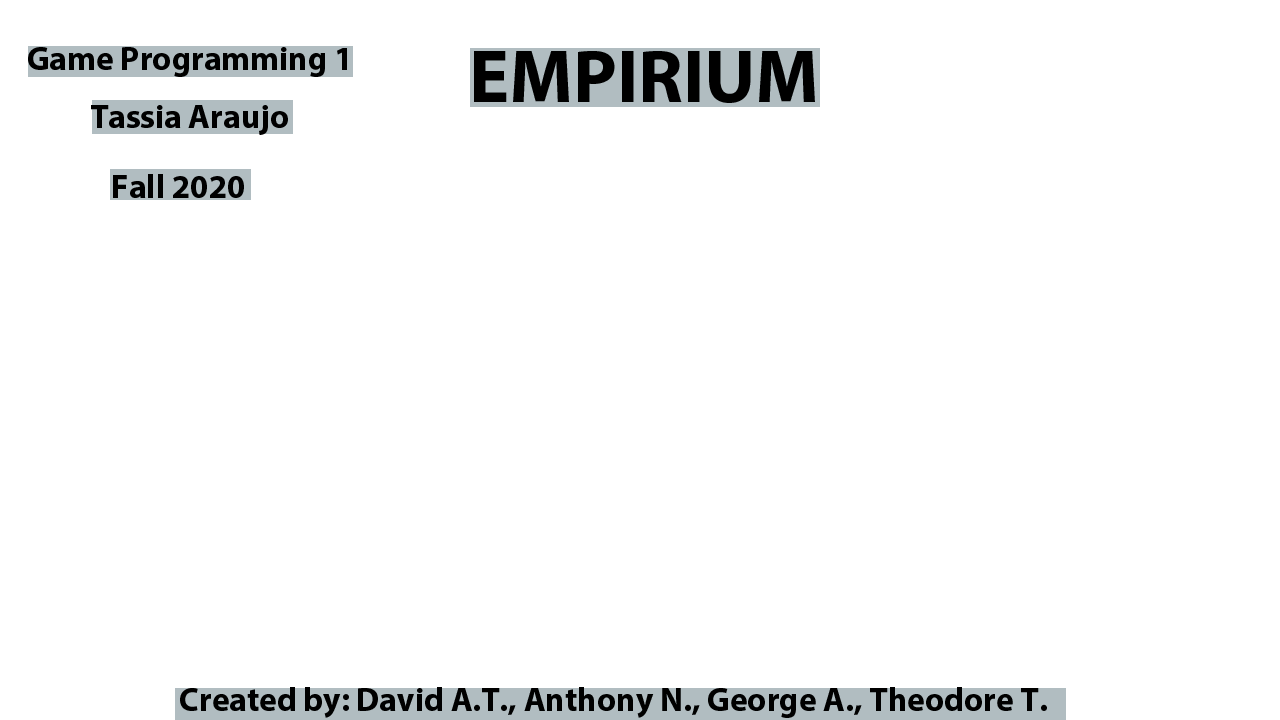 Game Programming 1
Tassia Araujo
Fall 2020
EMPIRIUM
Created by: David A.T., Anthony N., George A., Theodore T.